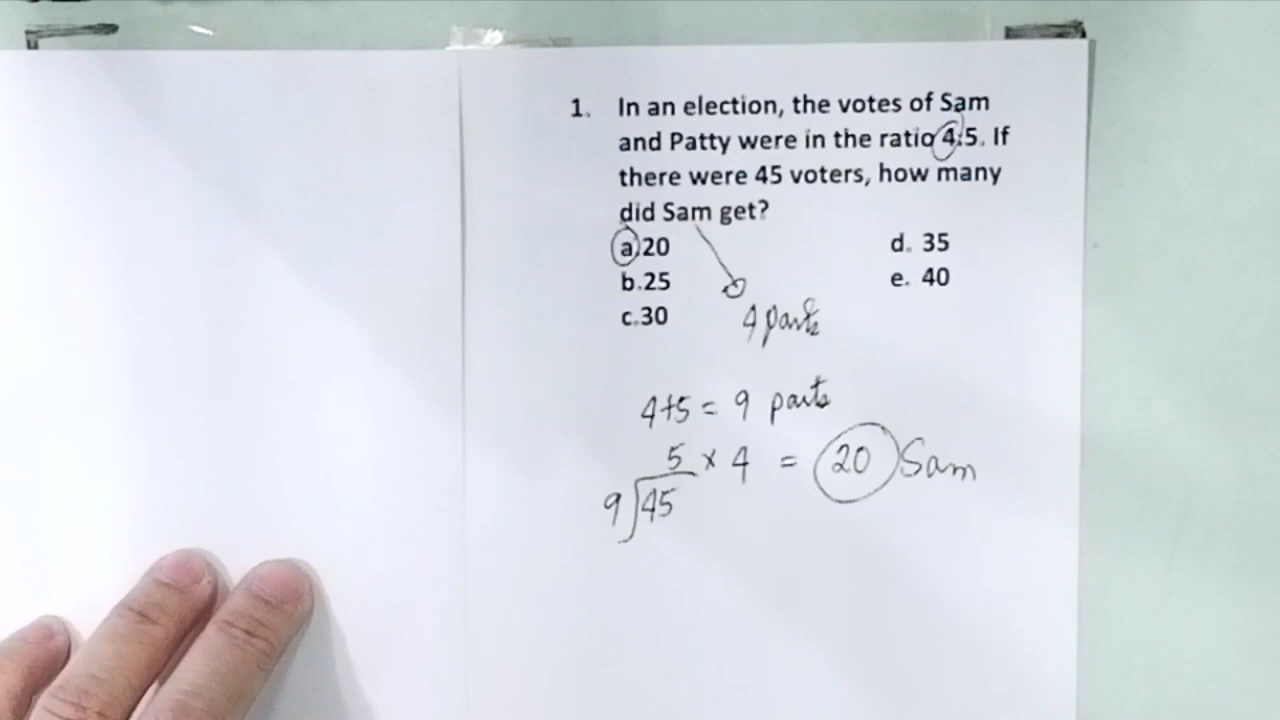 1. In an election, the votes of Sam
and Patty were in the ratio 4:5. If
there were 45 voters, how many
did Sam get?
a.20 d. 35
b.25 e. 40
c.30
4 parts
4+5 = 9 parts
5 × 4 = 20 Sam
9 45